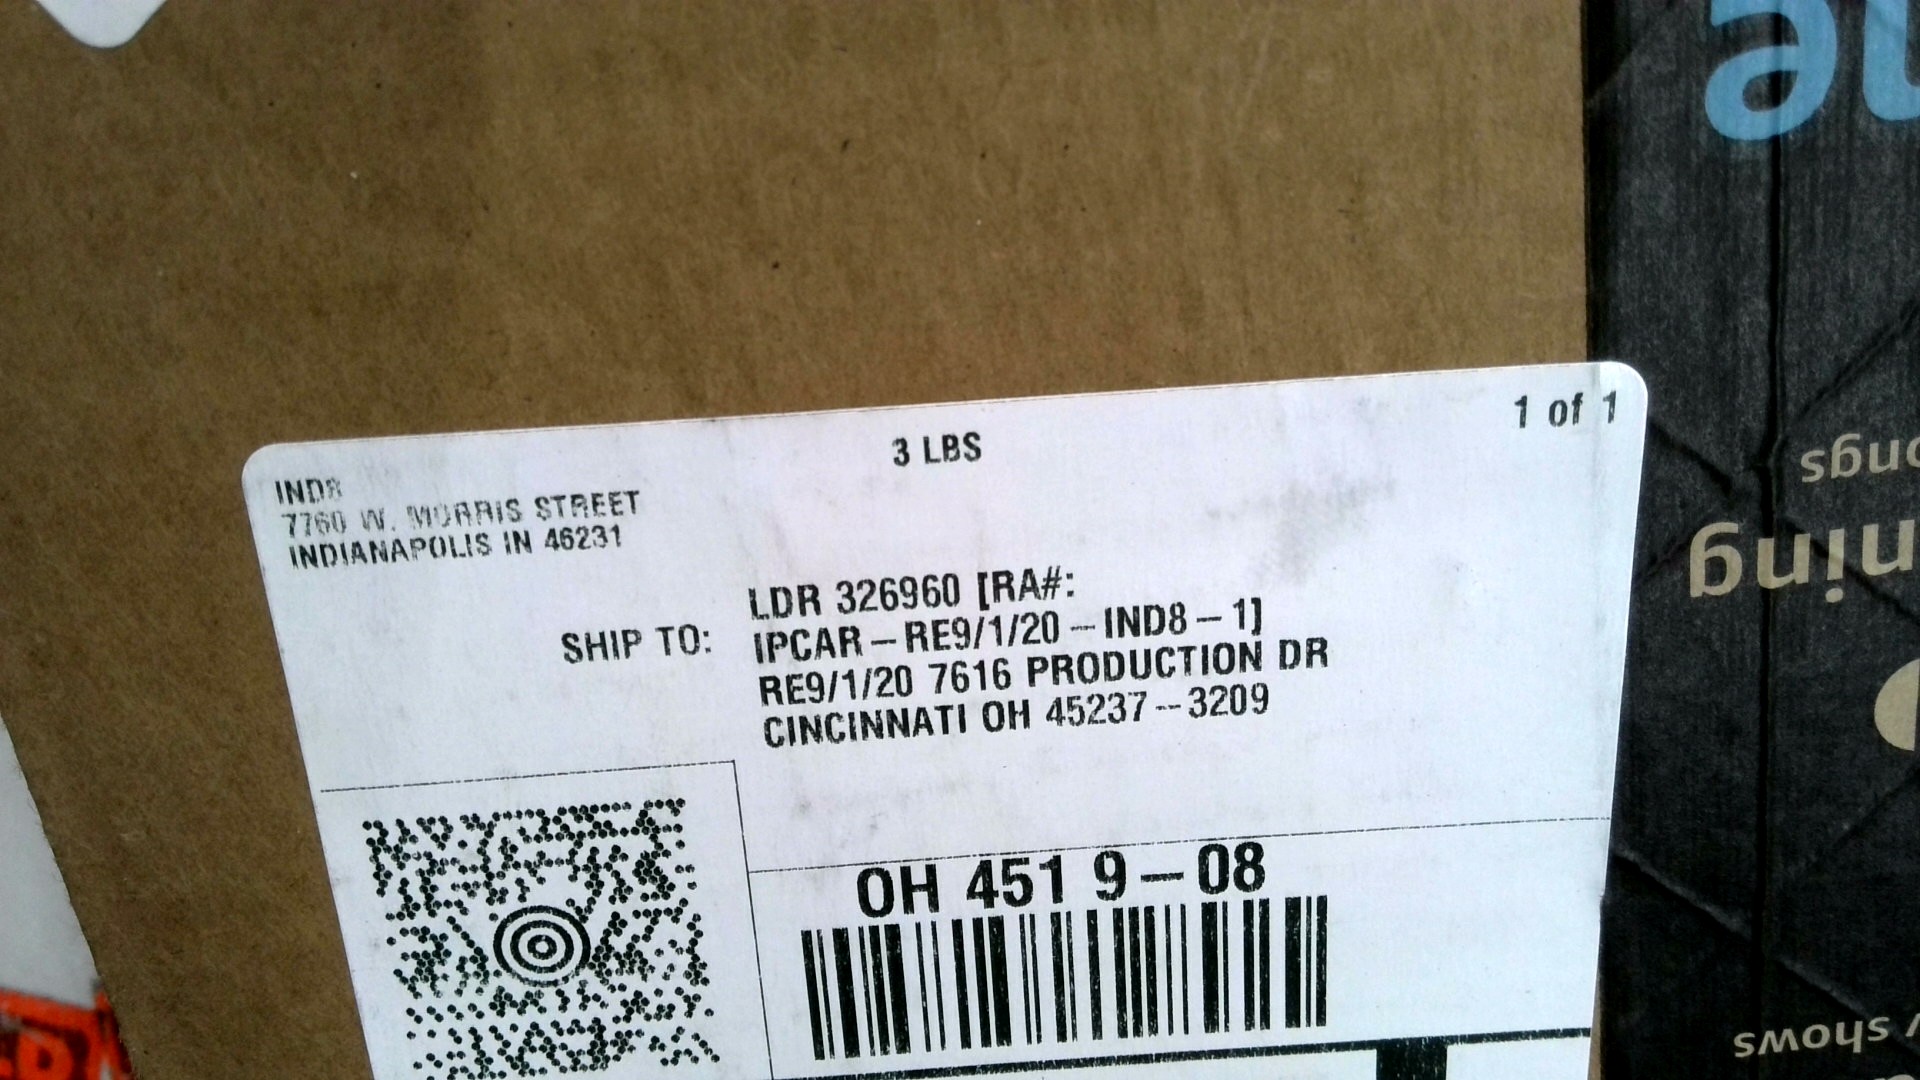 3 LBS
1 of 1
IND8
7760 W. MORRIS STREET
INDIANAPOLIS IN 46231
SHIP TO:
LDR 326960 [RA#:
IPCAR-RE9/1/20-IND8-1]
RE9/1/20 7616 PRODUCTION DR
CINCINNATI OH 45237-3209
OH 451 9-08
shows